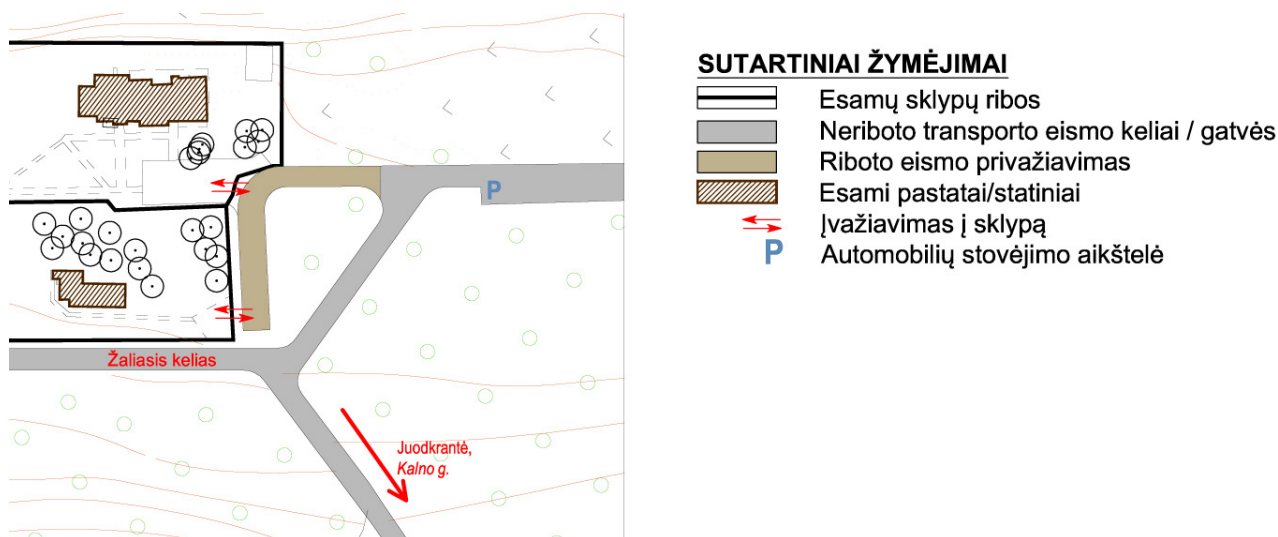 SUTARTINIAI ŽYMĖJIMAI
Esamų sklypų ribos
Neriboto transporto eismo keliai / gatvės
Riboto eismo privažiavimas
Esami pastatai/statiniai
Įvažiavimas į sklypą
P Automobilių stovėjimo aikštelė
P
Žaliasis kelias
Juodkrantė,
Kalno g.